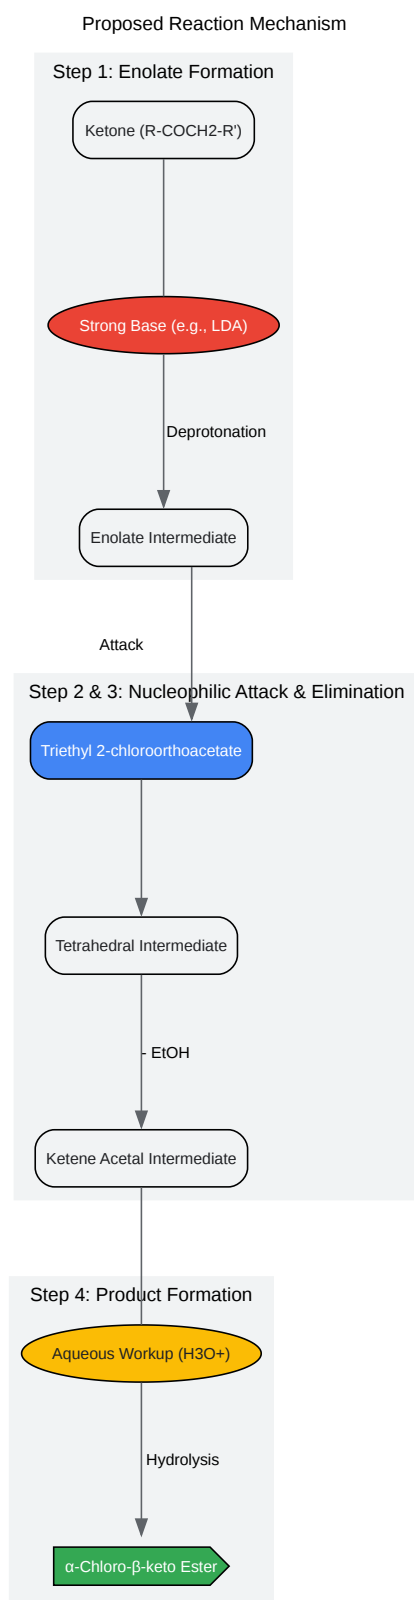 Proposed Reaction Mechanism
Step 1: Enolate Formation
Ketone (R-COCH2-R')
Strong Base (e.g., LDA)
Deprotonation
Enolate Intermediate
Attack
Step 2 & 3: Nucleophilic Attack & Elimination
Triethyl 2-chloroorthoacetate
Tetrahedral Intermediate
- EtOH
Ketene Acetal Intermediate
Step 4: Product Formation
Aqueous Workup (H3O+)
Hydrolysis
α-Chloro-β-keto Ester